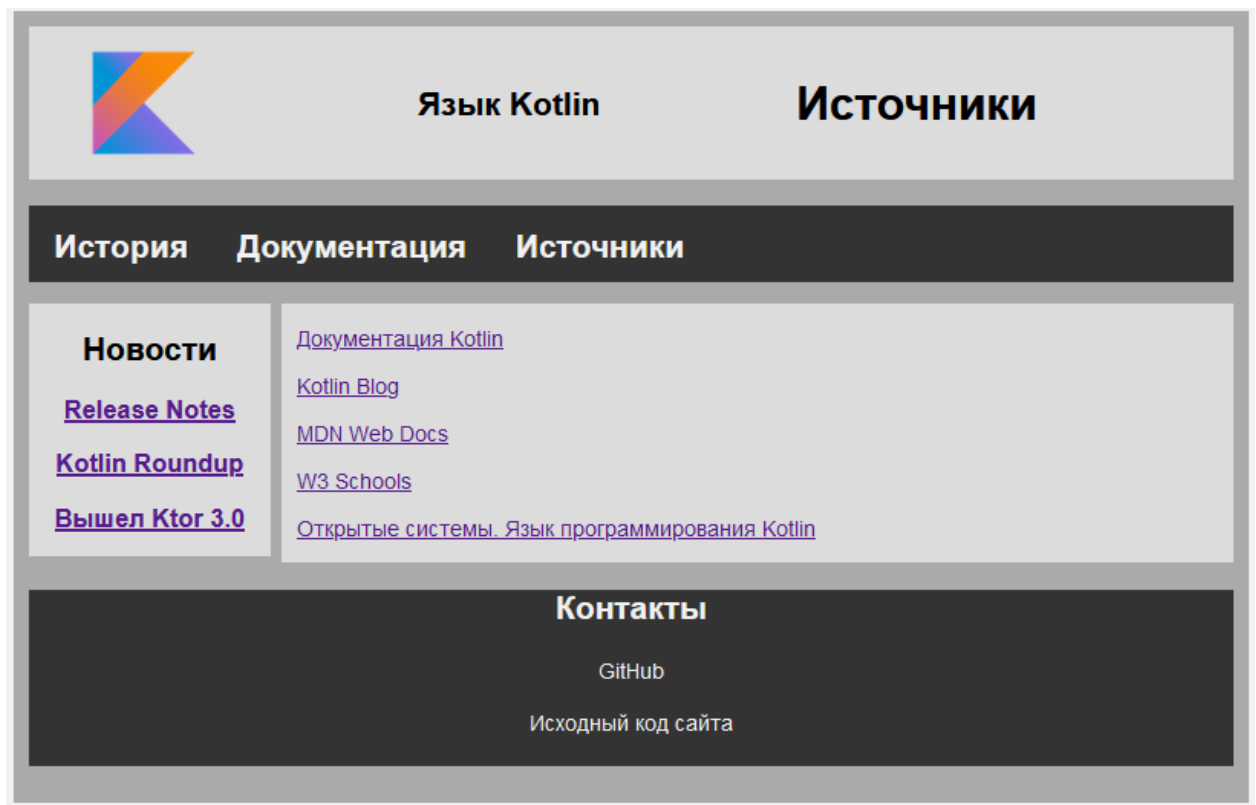 Язык Kotlin
Источники
История Документация Источники
Новости
Release Notes
Kotlin Roundup
Вышел Ktor 3.0
Документация Kotlin
Kotlin Blog
MDN Web Docs
W3 Schools
Открытые системы. Язык программирования Kotlin
Контакты
GitHub
Исходный код сайта